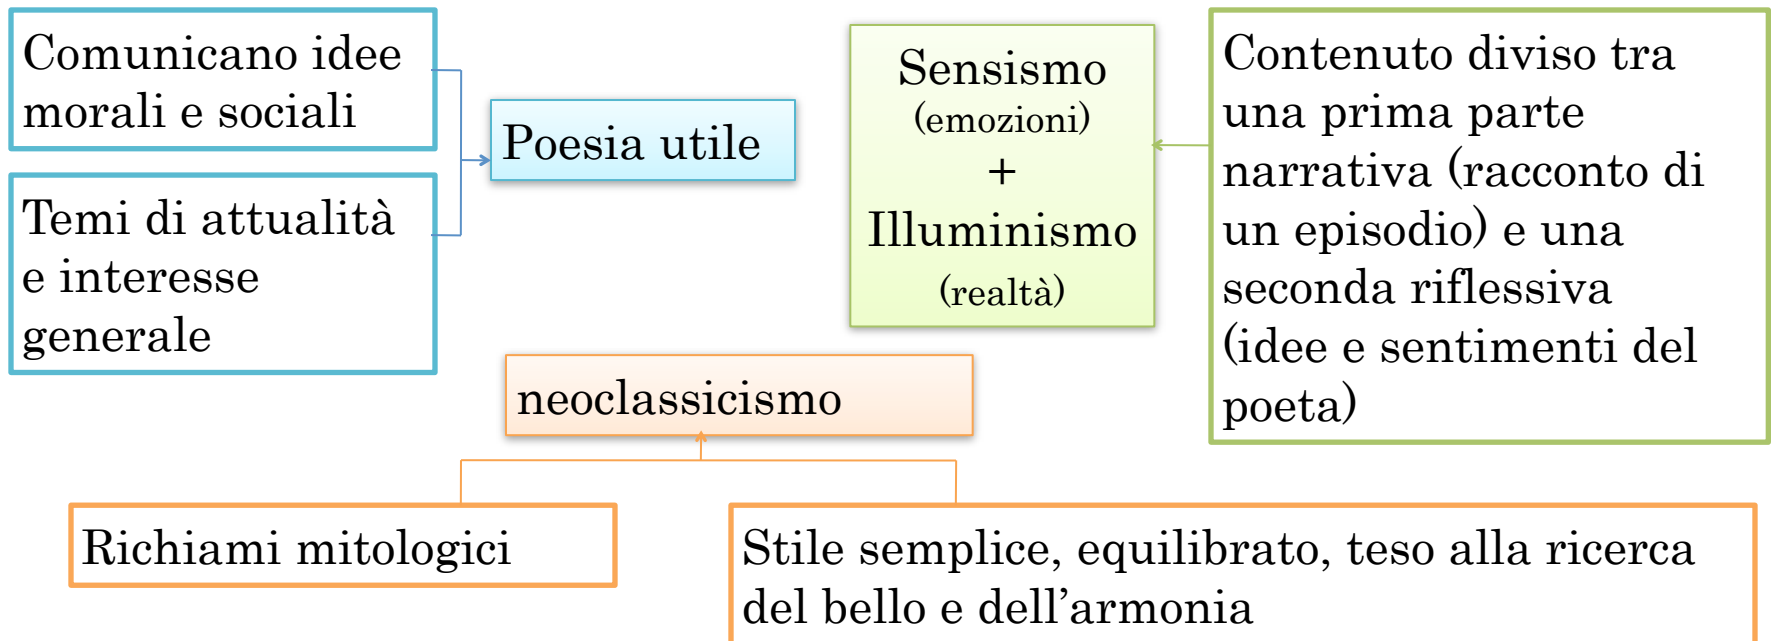 Comunicano idee
morali e sociali
Temi di attualità
e interesse
generale
Poesia utile
Sensismo
(emozioni)
+
Illuminismo
(realtà)
Contenuto diviso tra
una prima parte
narrativa (racconto di
un episodio) e una
seconda riflessiva
(idee e sentimenti del
poeta)
neoclassicismo
Richiami mitologici
Stile semplice, equilibrato, teso alla ricerca
del bello e dell’armonia